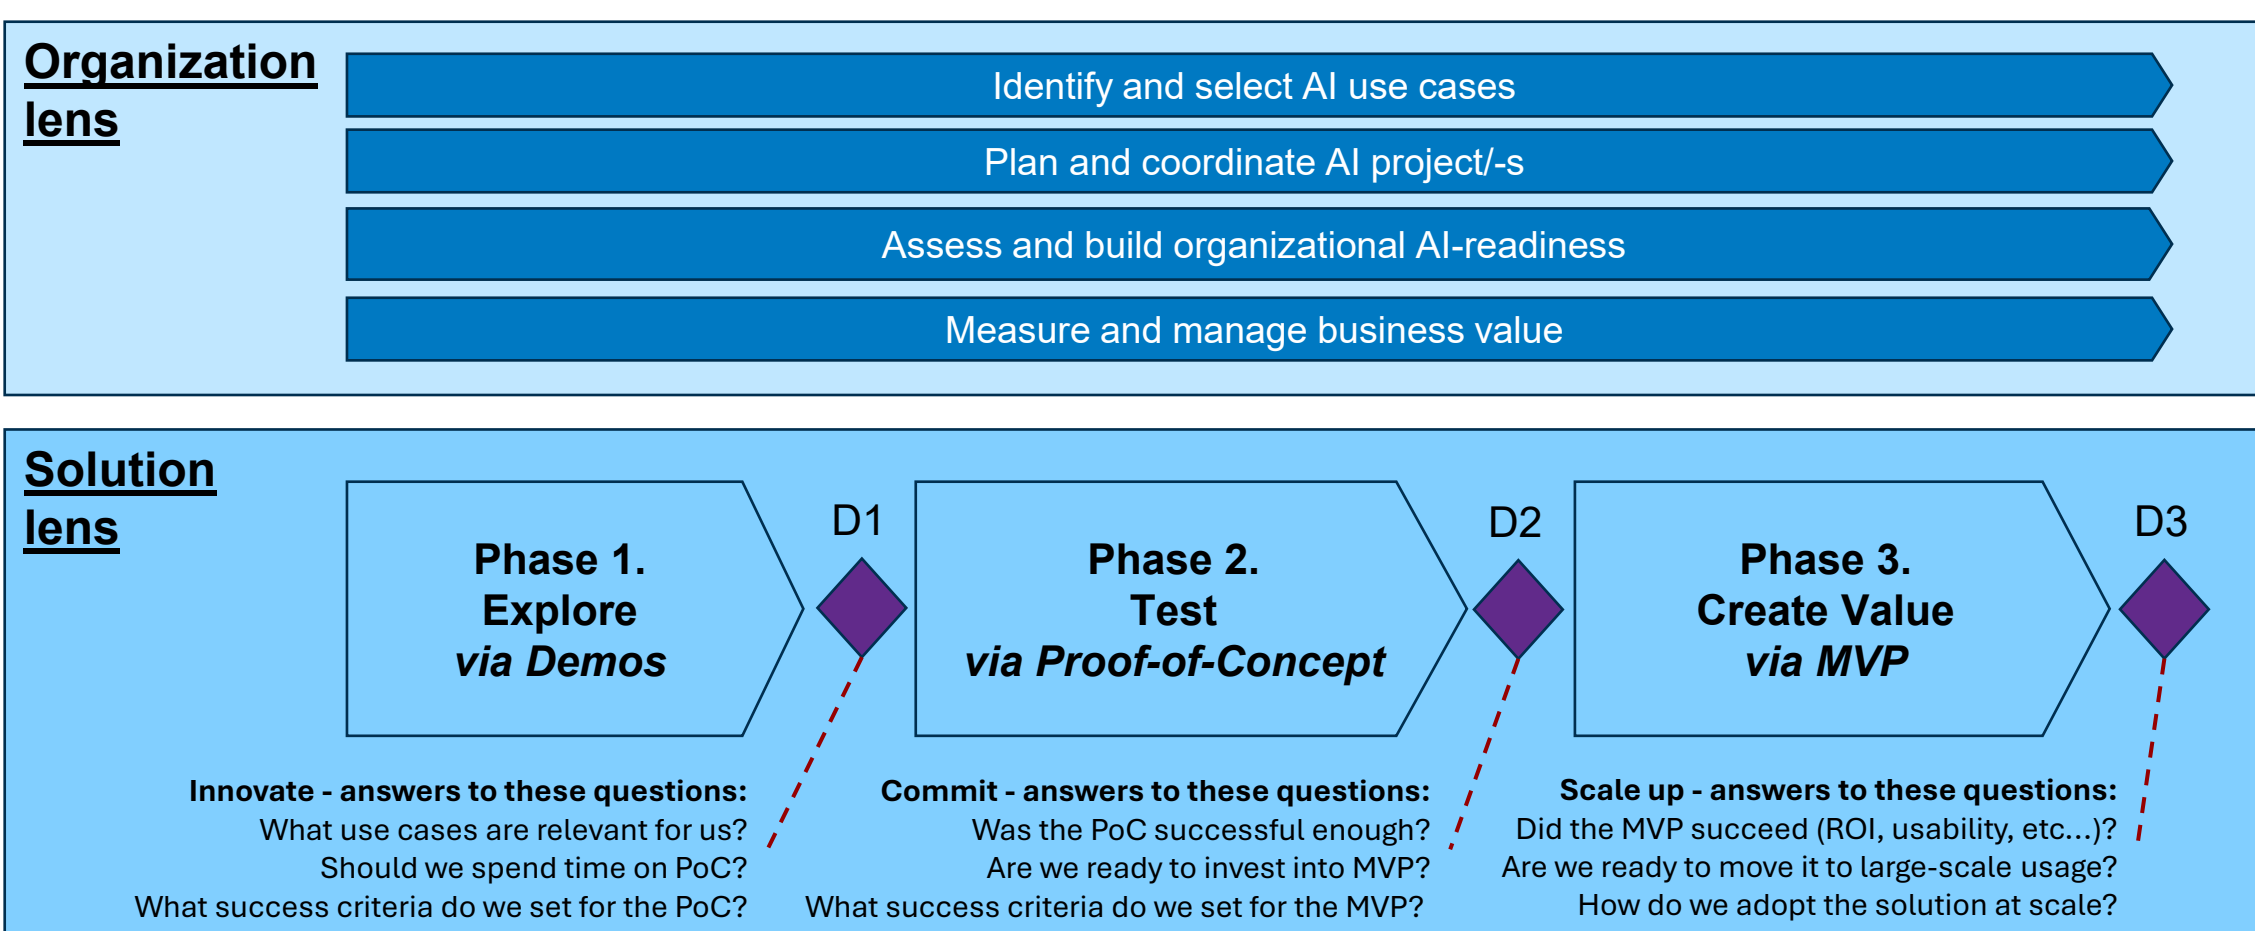 Organization
lens
Identify and select AI use cases
Plan and coordinate AI project/-s
Assess and build organizational AI-readiness
Measure and manage business value
Solution
lens
Phase 1.
Explore
via Demos
D1
Phase 2.
Test
via Proof-of-Concept
D2
Phase 3.
Create Value
via MVP
D3
Innovate - answers to these questions:
What use cases are relevant for us?
Should we spend time on PoC?
What success criteria do we set for the PoC?
Commit - answers to these questions:
Was the PoC successful enough?
Are we ready to invest into MVP?
What success criteria do we set for the MVP?
Scale up - answers to these questions:
Did the MVP succeed (ROI, usability, etc...)?
Are we ready to move it to large-scale usage?
How do we adopt the solution at scale?